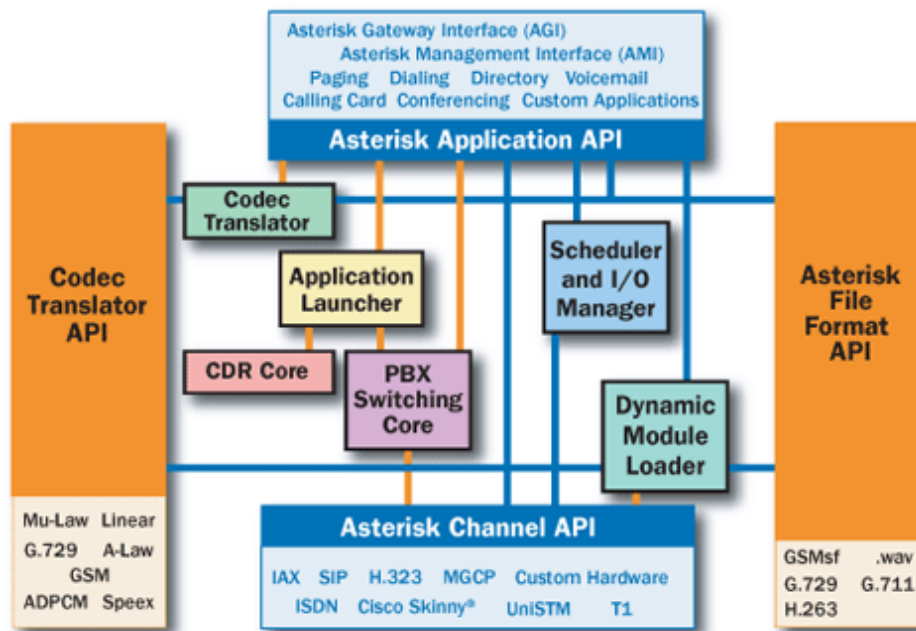 Asterisk Gateway Interface (AGI)
Asterisk Management Interface (AMI)
Paging Dialing Directory Voicemail
Calling Card Conferencing Custom Applications
Asterisk Application API
Codec
Translator
API
Mu-Law Linear
G.729 A-Law
GSM
ADPCM Speex
Codec
Translator
Application
Launcher
CDR Core
PBX
Switching
Core
Scheduler
and I/O
Manager
Dynamic
Module
Loader
Asterisk
File
Format
API
GSMsf .wav
G.729 G.711
H.263
Asterisk Channel API
IAX SIP H.323 MGCP Custom Hardware
ISDN Cisco Skinny® UniSTM T1